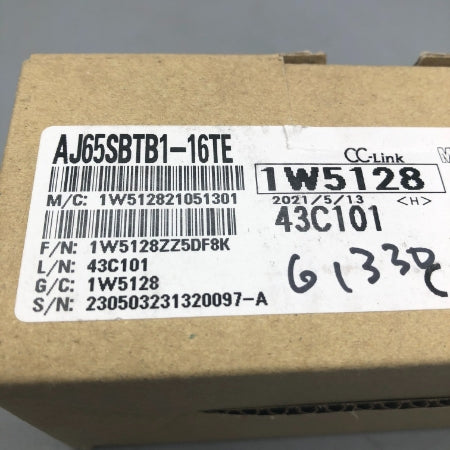 AJ65SBTB1-16TE
CC-Link
M
1W5128
M/C: 1W512821051301
2021/5/13 <H>
43C101
F/N: 1W5128ZZ5DF8K
L/N: 43C101
G/C: 1W5128
S/N: 230503231320097-A